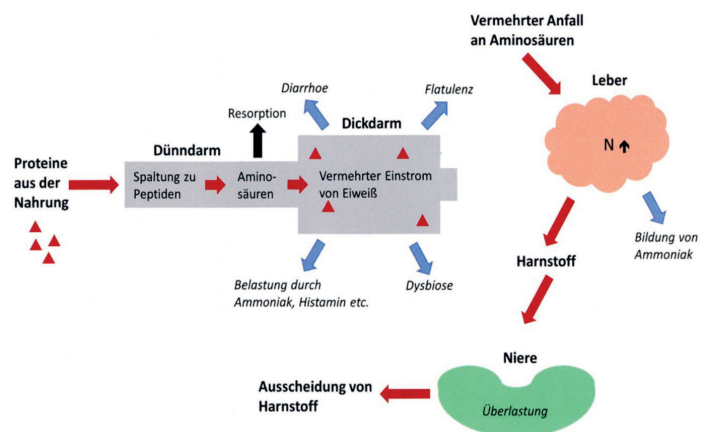 Vermehrter Anfall
an Aminosäuren
Leber
N
Bildung von
Ammoniak
Diarrhoe
Flatulenz
Resorption
Dickdarm
Dünndarm
Proteine
aus der
Nahrung
Spaltung zu
Peptiden
Amino-
säuren
Vermehrter Einstrom
von Eiweiß
Belastung durch
Ammoniak, Histamin etc.
Dysbiose
Harnstoff
Niere
Überlastung
Ausscheidung von
Harnstoff